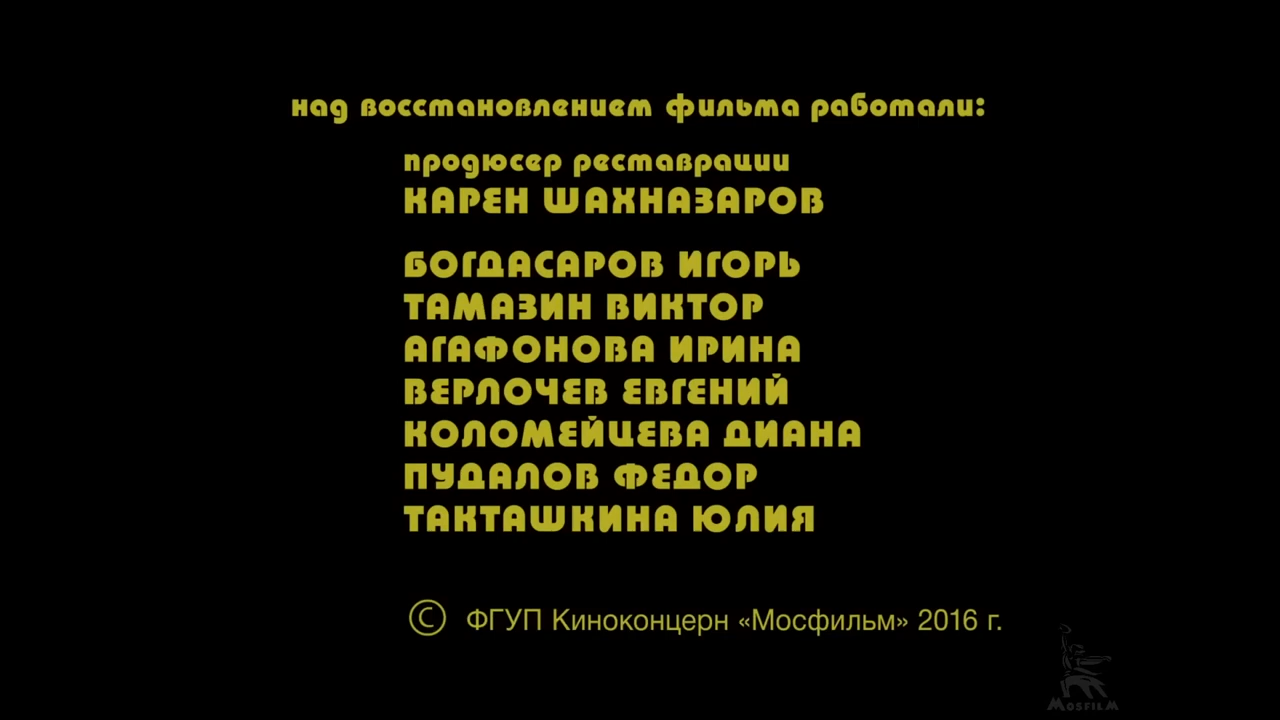 над восстановлением фильма работали:
продюсер реставрации
КАРЕН ШАХНАЗАРОВ
БОГДАСАРОВ ИГОРЬ
ТАМАЗИН ВИКТОР
АГАФОНОВА ИРИНА
ВЕРЛОЧЕВ ЕВГЕНИЙ
КОЛОМЕЙЦЕВА ДИАНА
ПУДАЛОВ ФЕДОР
ТАКТАШКИНА ЮЛИЯ
© ФГУП Киноконцерн «Мосфильм» 2016 г.
MOSFILM